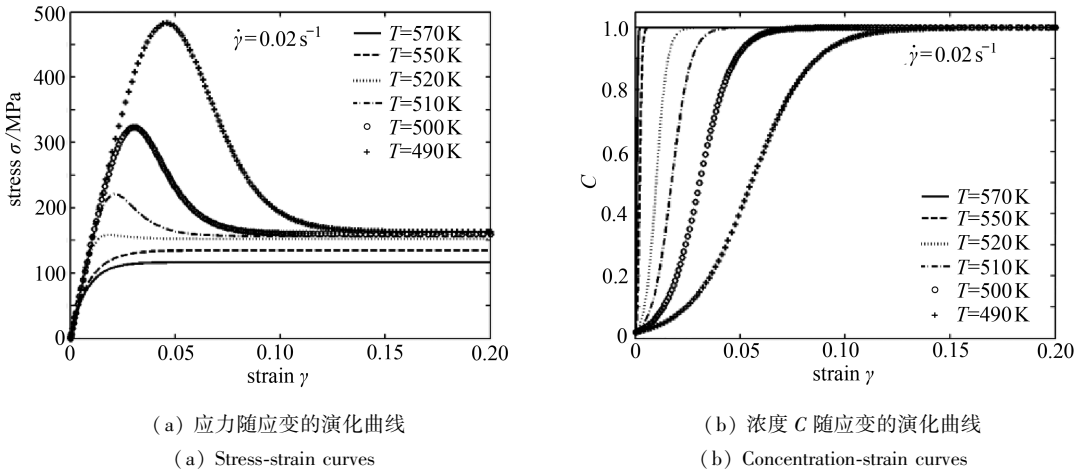 500
400
300
200
100
0
stress σ/MPa
γ̇=0.02 s⁻¹
T=570 K
T=550 K
T=520 K
T=510 K
T=500 K
T=490 K
0 0.05 0.10 0.15 0.20
strain γ
(a) 应力随应变的演化曲线
(a) Stress-strain curves
1.0
0.8
0.6
0.4
0.2
0
C
γ̇=0.02 s⁻¹
T=570 K
T=550 K
T=520 K
T=510 K
T=500 K
T=490 K
0 0.05 0.10 0.15 0.20
strain γ
(b) 浓度 C 随应变的演化曲线
(b) Concentration-strain curves